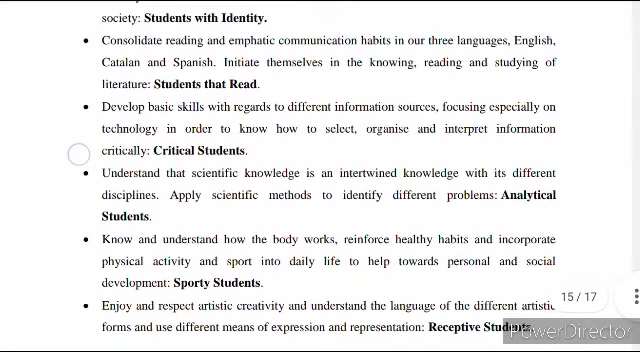 society: Students with Identity.
• Consolidate reading and emphatic communication habits in our three languages, English,
Catalan and Spanish. Initiate themselves in the knowing, reading and studying of
literature: Students that Read.
• Develop basic skills with regards to different information sources, focusing especially on
technology in order to know how to select, organise and interpret information
critically: Critical Students.
• Understand that scientific knowledge is an intertwined knowledge with its different
disciplines. Apply scientific methods to identify different problems: Analytical
Students.
• Know and understand how the body works, reinforce healthy habits and incorporate
physical activity and sport into daily life to help towards personal and social
development: Sporty Students.
15 / 17
• Enjoy and respect artistic creativity and understand the language of the different artistic
forms and use different means of expression and representation: Receptive Students.
PowerDirector